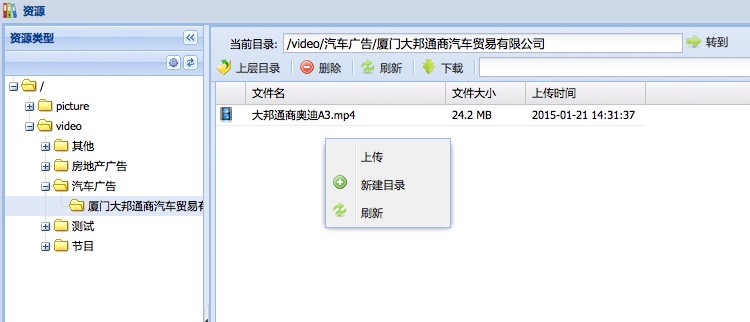 资源
资源类型
/
picture
video
其他
房地产广告
汽车广告
厦门大邦通商汽车贸易有
测试
节目
当前目录: /video/汽车广告/厦门大邦通商汽车贸易有限公司 转到
上层目录 删除 刷新 下载
文件名 文件大小 上传时间
大邦通商奥迪A3.mp4 24.2 MB 2015-01-21 14:31:37
上传
新建目录
刷新